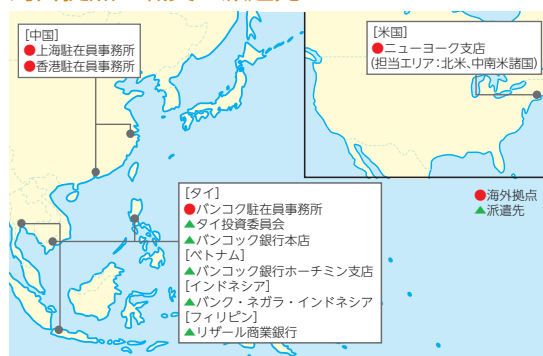 [中国]
●上海駐在員事務所
●香港駐在員事務所
[米国]
●ニューヨーク支店
(担当エリア:北米、中南米諸国)
●海外拠点
▲派遣先
[タイ]
●バンコク駐在員事務所
▲タイ投資委員会
▲バンコック銀行本店
[ベトナム]
▲バンコック銀行ホーチミン支店
[インドネシア]
▲バンク・ネガラ・インドネシア
[フィリピン]
▲リザール商業銀行